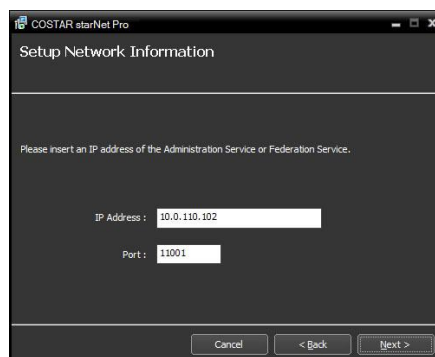 COSTAR starNet Pro
Setup Network Information
Please insert an IP address of the Administration Service or Federation Service.
IP Address : 10.0.110.102
Port : 11001
Cancel < Back Next >